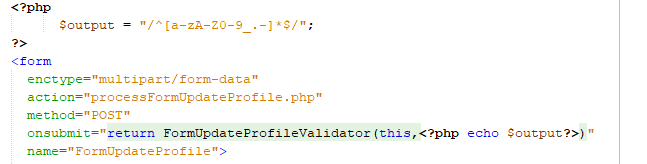 <?php
$output = "/^[a-zA-Z0-9_.-]*$/";
?>
<form
enctype="multipart/form-data"
action="processFormUpdateProfile.php"
method="POST"
onsubmit="return FormUpdateProfileValidator(this,<?php echo $output?>)"
name="FormUpdateProfile">